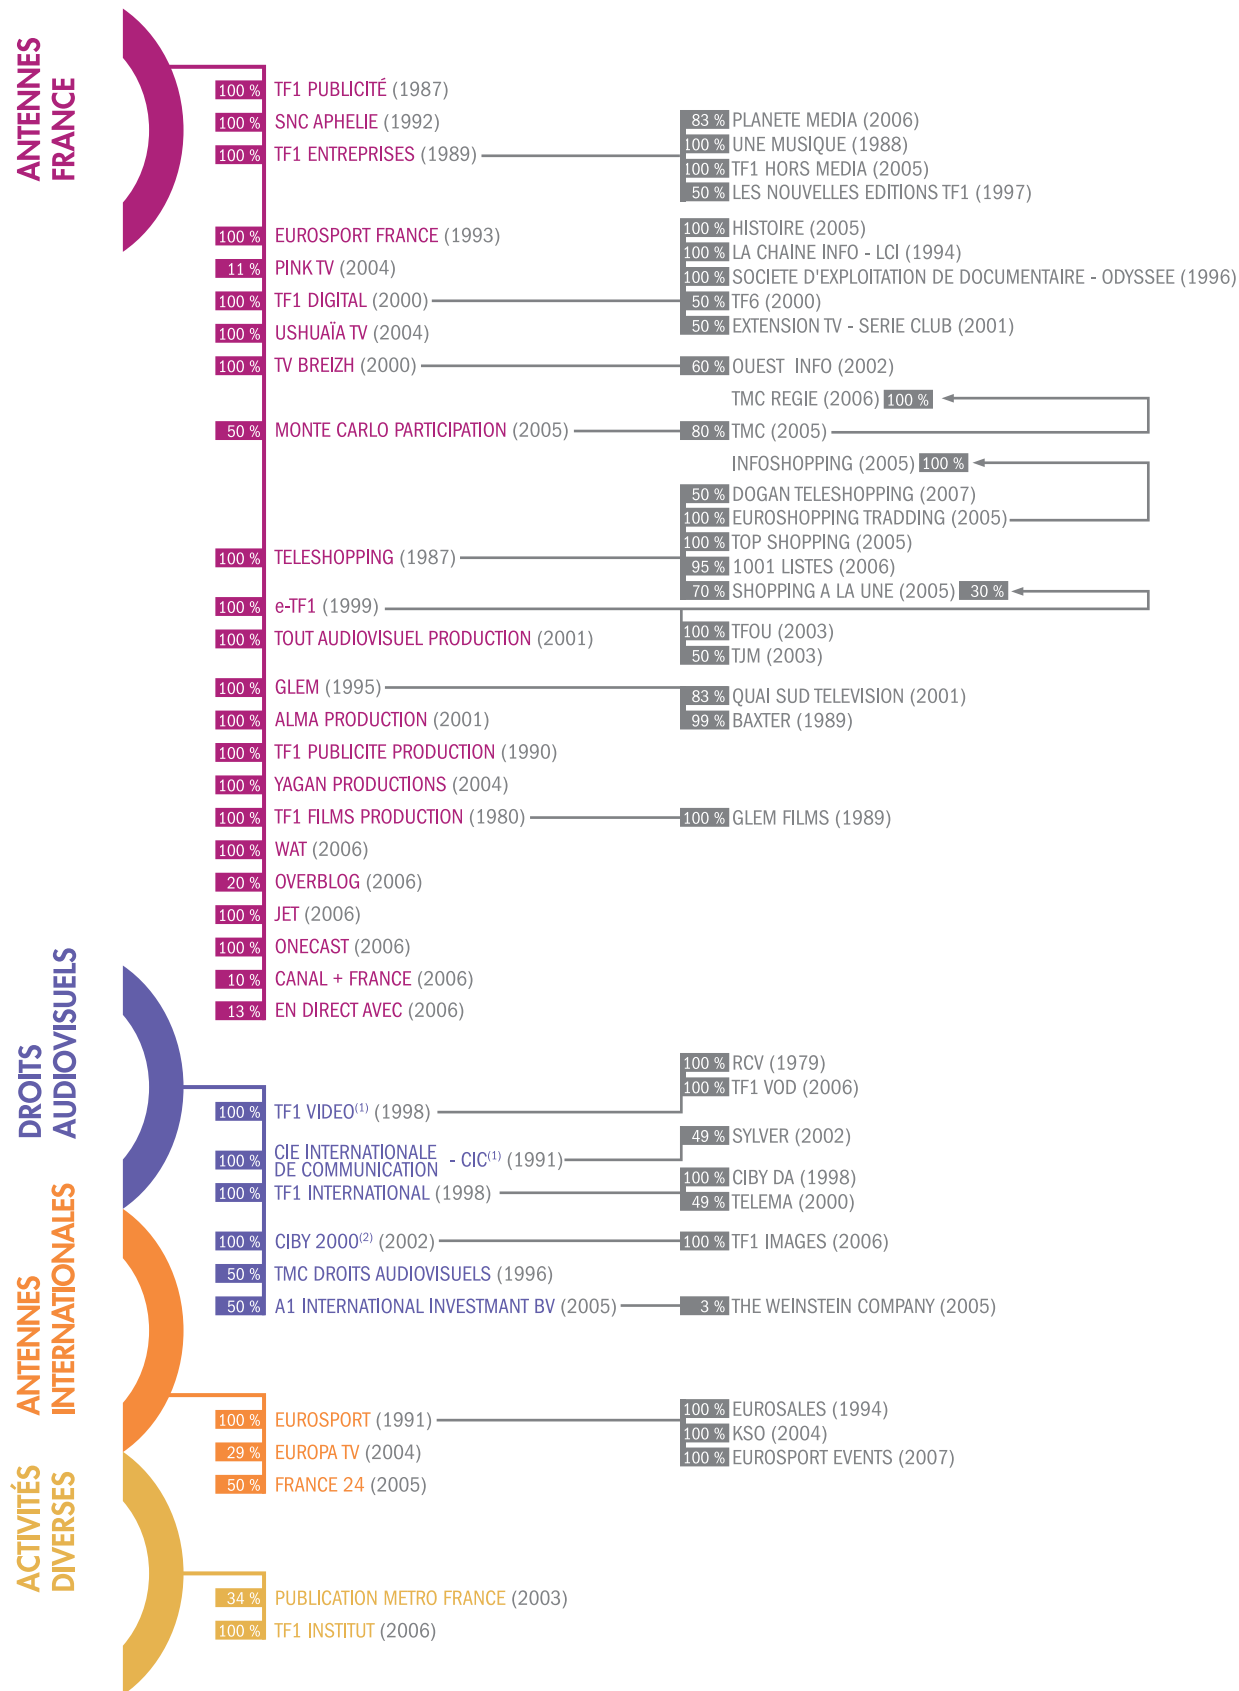 ANTENNES
FRANCE
100 % TF1 PUBLICITÉ (1987)
100 % SNC APHELIE (1992)
100 % TF1 ENTREPRISES (1989)
83 % PLANETE MEDIA (2006)
100 % UNE MUSIQUE (1988)
100 % TF1 HORS MEDIA (2005)
50 % LES NOUVELLES EDITIONS TF1 (1997)
100 % EUROSPORT FRANCE (1993)
11 % PINK TV (2004)
100 % TF1 DIGITAL (2000)
100 % HISTOIRE (2005)
100 % LA CHAINE INFO - LCI (1994)
100 % SOCIETE D'EXPLOITATION DE DOCUMENTAIRE - ODYSSEE (1996)
50 % TF6 (2000)
50 % EXTENSION TV - SERIE CLUB (2001)
100 % USHUAÏA TV (2004)
100 % TV BREIZH (2000)
60 % OUEST INFO (2002)
TMC REGIE (2006) 100 %
50 % MONTE CARLO PARTICIPATION (2005)
80 % TMC (2005)
INFOSHOPPING (2005) 100 %
50 % DOGAN TELESHOPPING (2007)
100 % EUROSHOPPING TRADDING (2005)
100 % TOP SHOPPING (2005)
100 % TELESHOPPING (1987)
95 % 1001 LISTES (2006)
70 % SHOPPING A LA UNE (2005) 30 %
100 % e-TF1 (1999)
100 % TFOU (2003)
50 % TJM (2003)
100 % TOUT AUDIOVISUEL PRODUCTION (2001)
100 % GLEM (1995)
83 % QUAI SUD TELEVISION (2001)
99 % BAXTER (1989)
100 % ALMA PRODUCTION (2001)
100 % TF1 PUBLICITE PRODUCTION (1990)
100 % YAGAN PRODUCTIONS (2004)
100 % TF1 FILMS PRODUCTION (1980)
100 % GLEM FILMS (1989)
100 % WAT (2006)
20 % OVERBLOG (2006)
100 % JET (2006)
100 % ONECAST (2006)
10 % CANAL + FRANCE (2006)
13 % EN DIRECT AVEC (2006)
DROITS
AUDIOVISUELS
100 % RCV (1979)
100 % TF1 VOD (2006)
100 % TF1 VIDEO(1) (1998)
49 % SYLVER (2002)
100 % CIE INTERNATIONALE
DE COMMUNICATION - CIC(1) (1991)
100 % TF1 INTERNATIONAL (1998)
100 % CIBY DA (1998)
49 % TELEMA (2000)
100 % CIBY 2000(2) (2002)
100 % TF1 IMAGES (2006)
50 % TMC DROITS AUDIOVISUELS (1996)
50 % A1 INTERNATIONAL INVESTMANT BV (2005)
3 % THE WEINSTEIN COMPANY (2005)
ANTENNES
INTERNATIONALES
100 % EUROSPORT (1991)
100 % EUROSALES (1994)
100 % KSO (2004)
100 % EUROSPORT EVENTS (2007)
29 % EUROPA TV (2004)
50 % FRANCE 24 (2005)
ACTIVITÉS
DIVERSES
34 % PUBLICATION METRO FRANCE (2003)
100 % TF1 INSTITUT (2006)